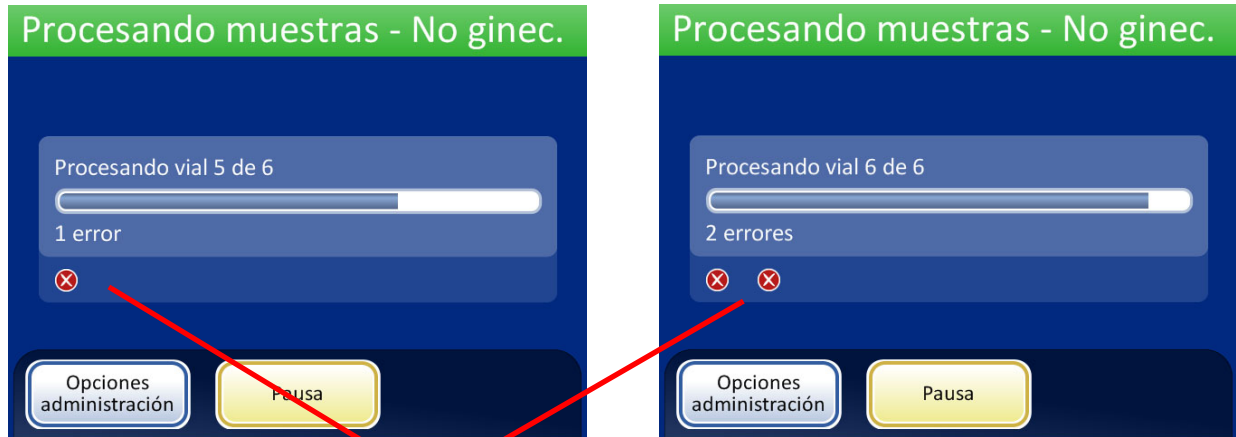 Procesando muestras - No ginec.
Procesando vial 5 de 6
1 error
Opciones
administración
Pausa
Procesando muestras - No ginec.
Procesando vial 6 de 6
2 errores
Opciones
administración
Pausa